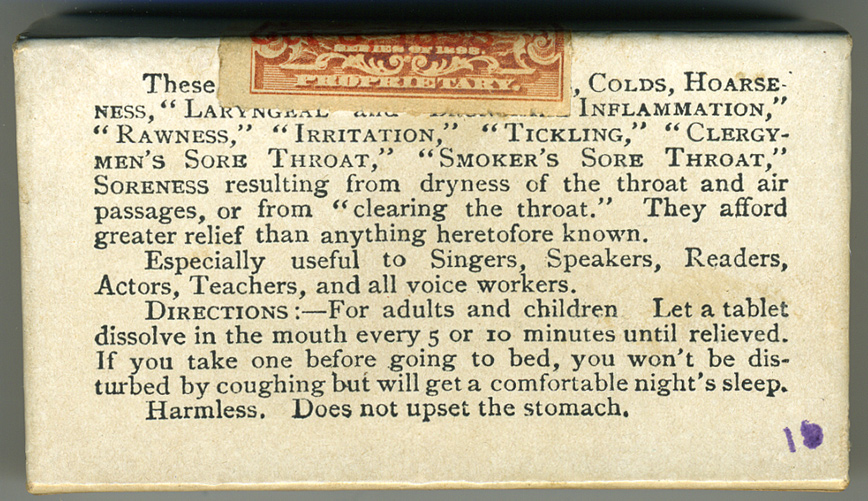 SERIES OF 1898.
PROPRIETARY.
These , COLDS, HOARSE-
NESS, "LARYNGEAL and BRONCHIAL INFLAMMATION,"
"RAWNESS," "IRRITATION," "TICKLING," "CLERGY-
MEN'S SORE THROAT," "SMOKER'S SORE THROAT,"
SORENESS resulting from dryness of the throat and air
passages, or from "clearing the throat." They afford
greater relief than anything heretofore known.
Especially useful to Singers, Speakers, Readers,
Actors, Teachers, and all voice workers.
DIRECTIONS:—For adults and children Let a tablet
dissolve in the mouth every 5 or 10 minutes until relieved.
If you take one before going to bed, you won't be dis-
turbed by coughing but will get a comfortable night's sleep.
Harmless. Does not upset the stomach.